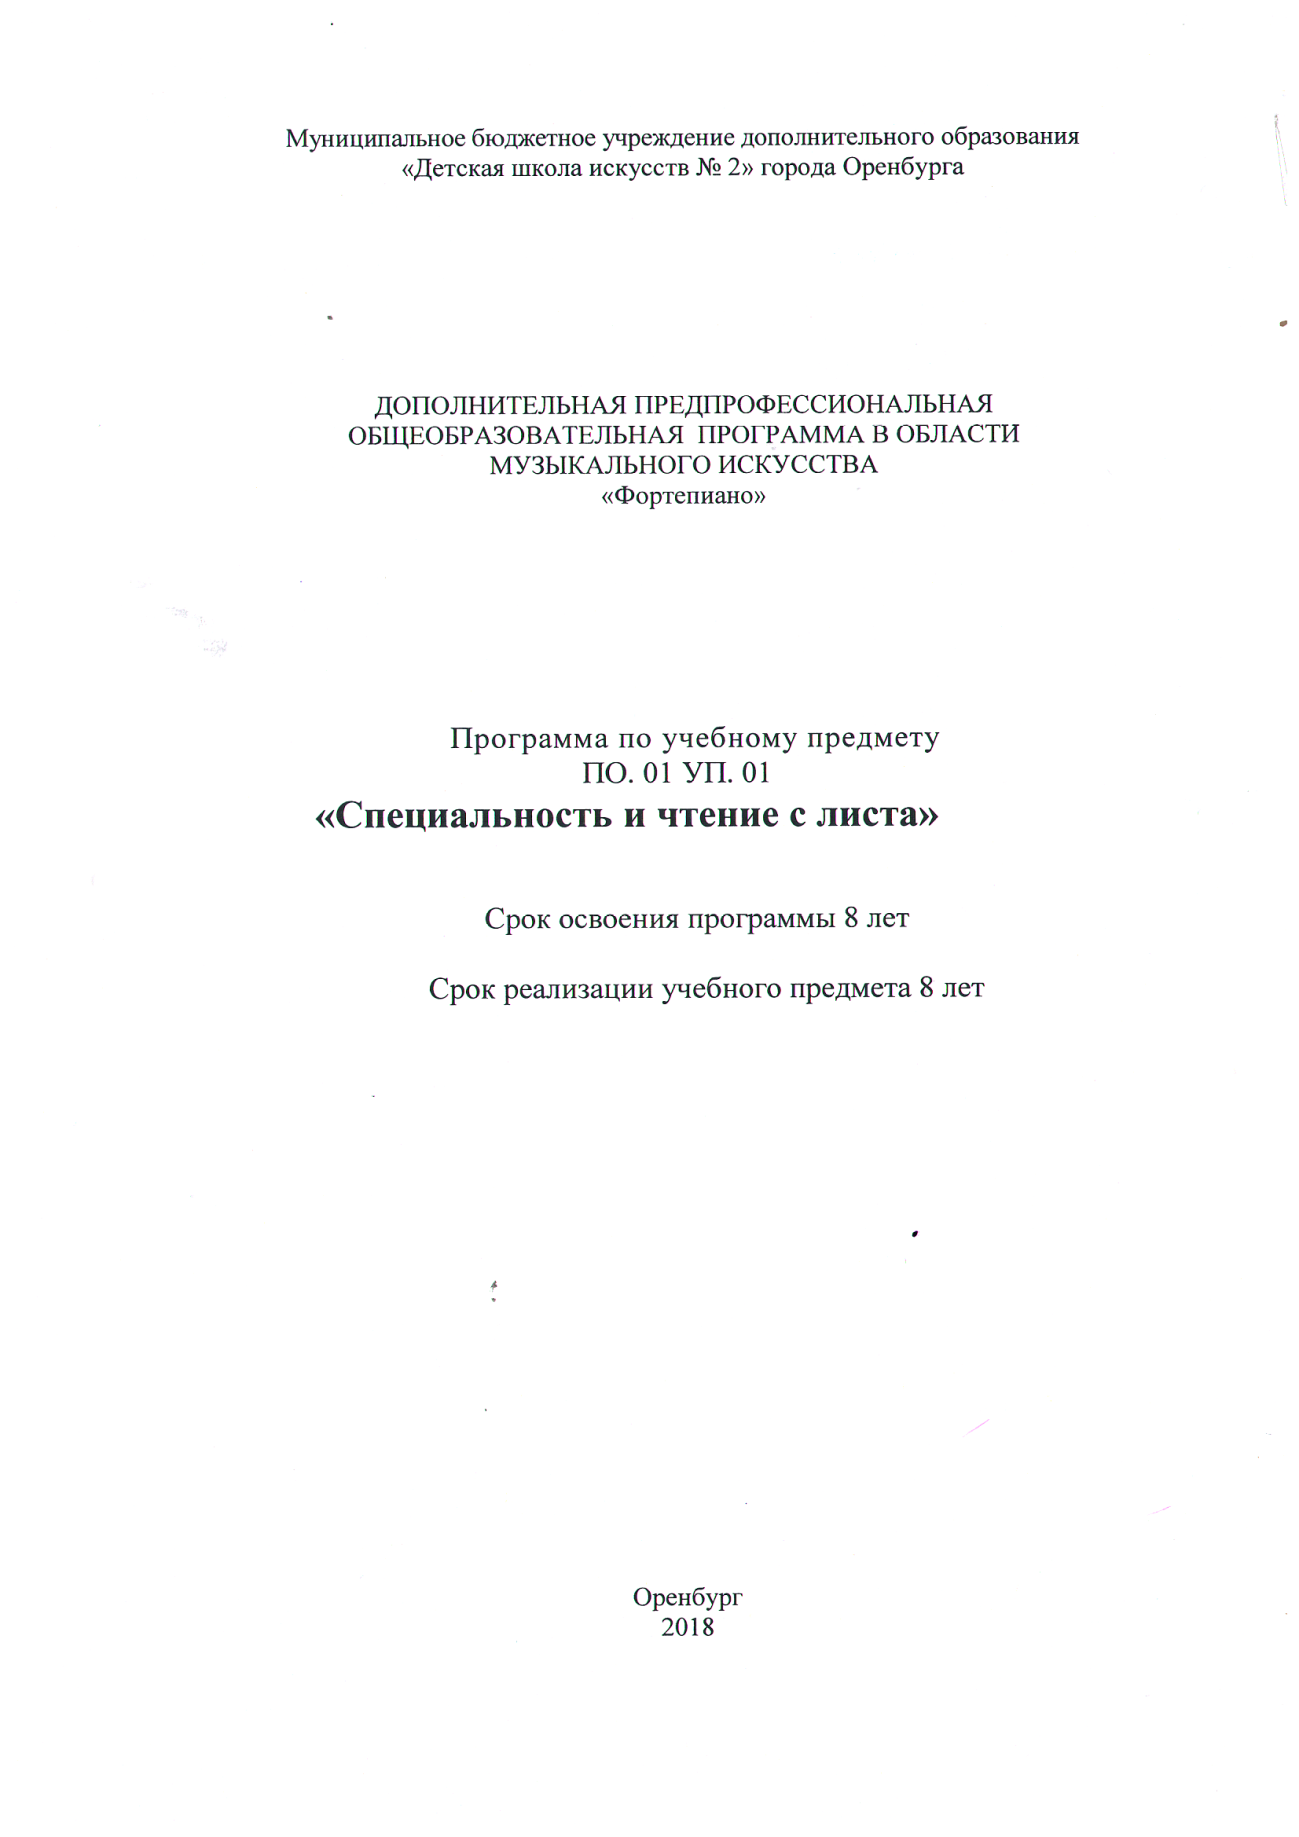 Муниципальное бюджетное учреждение дополнительного образования
«Детская школа искусств № 2» города Оренбурга
ДОПОЛНИТЕЛЬНАЯ ПРЕДПРОФЕССИОНАЛЬНАЯ
ОБЩЕОБРАЗОВАТЕЛЬНАЯ ПРОГРАММА В ОБЛАСТИ
МУЗЫКАЛЬНОГО ИСКУССТВА
«Фортепиано»
Программа по учебному предмету
ПО. 01 УП. 01
«Специальность и чтение с листа»
Срок освоения программы 8 лет
Срок реализации учебного предмета 8 лет
Оренбург
2018